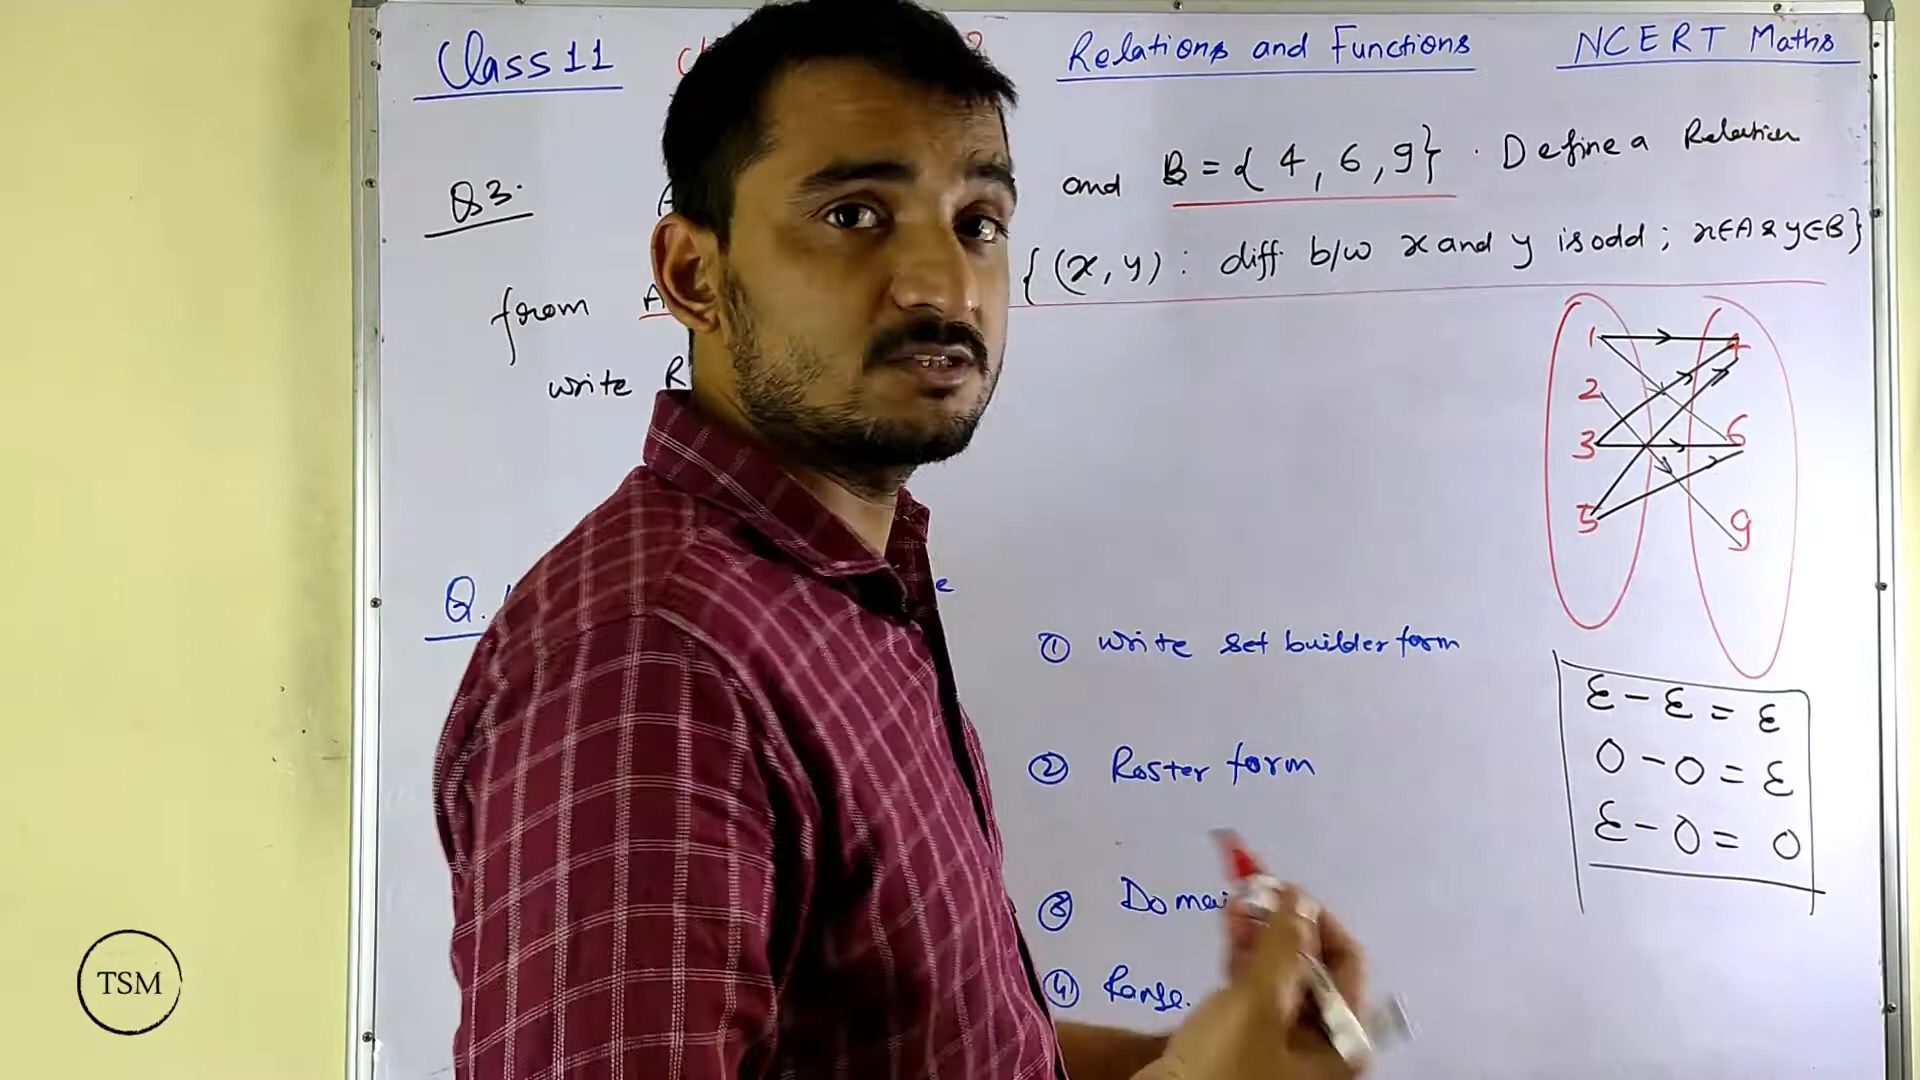 Class 11 Relations and Functions NCERT Maths
Q3. and B = { 4, 6, 9} . Define a Relation
from A {(x, y) : diff b/w x and y is odd ; x∈A & y∈B}
write R
1 4
2
3 6
5 9
Q.
① write set builder form
② Roster form
③ Domai
④ Range.
Ɛ - Ɛ = Ɛ
O - O = Ɛ
Ɛ - O = O
TSM